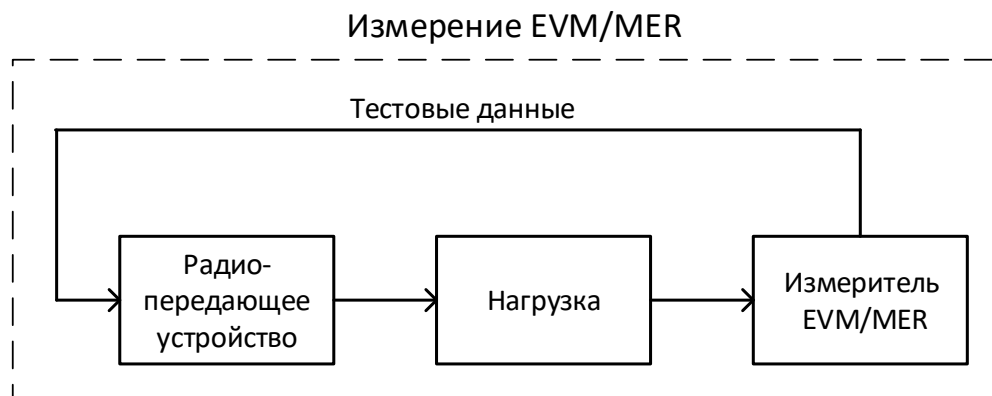 Измерение EVM/MER
Тестовые данные
Радио-
передающее
устройство
Нагрузка
Измеритель
EVM/MER